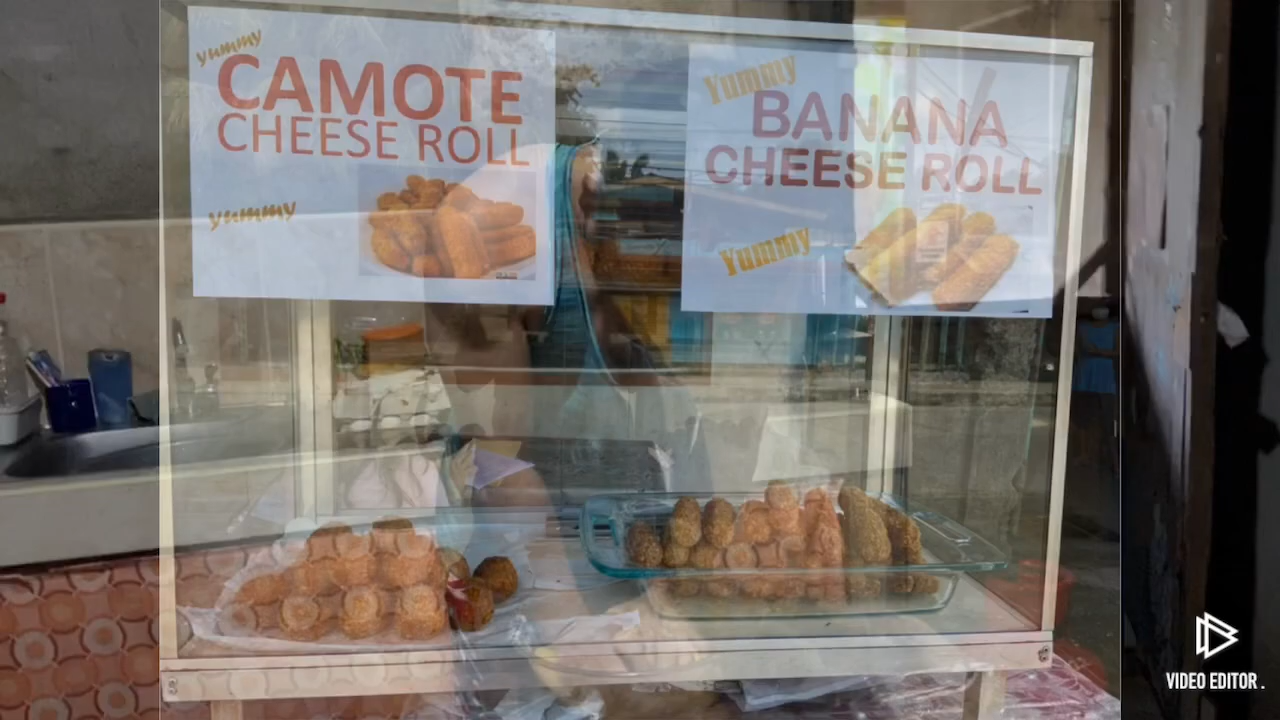 yummy
CAMOTE
CHEESE ROLL
yummy
Yummy
BANANA
CHEESE ROLL
Yummy
VIDEO EDITOR.